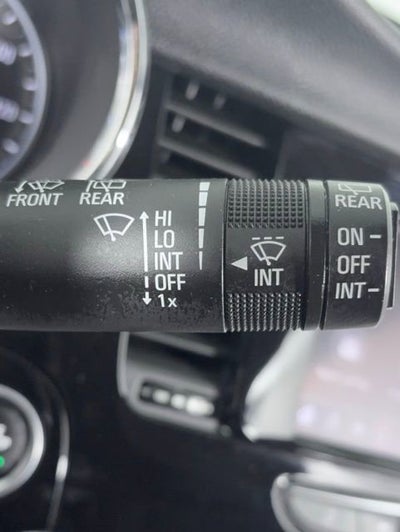 FRONT REAR
HI
LO
INT
OFF
1x
INT
REAR
ON
OFF
INT